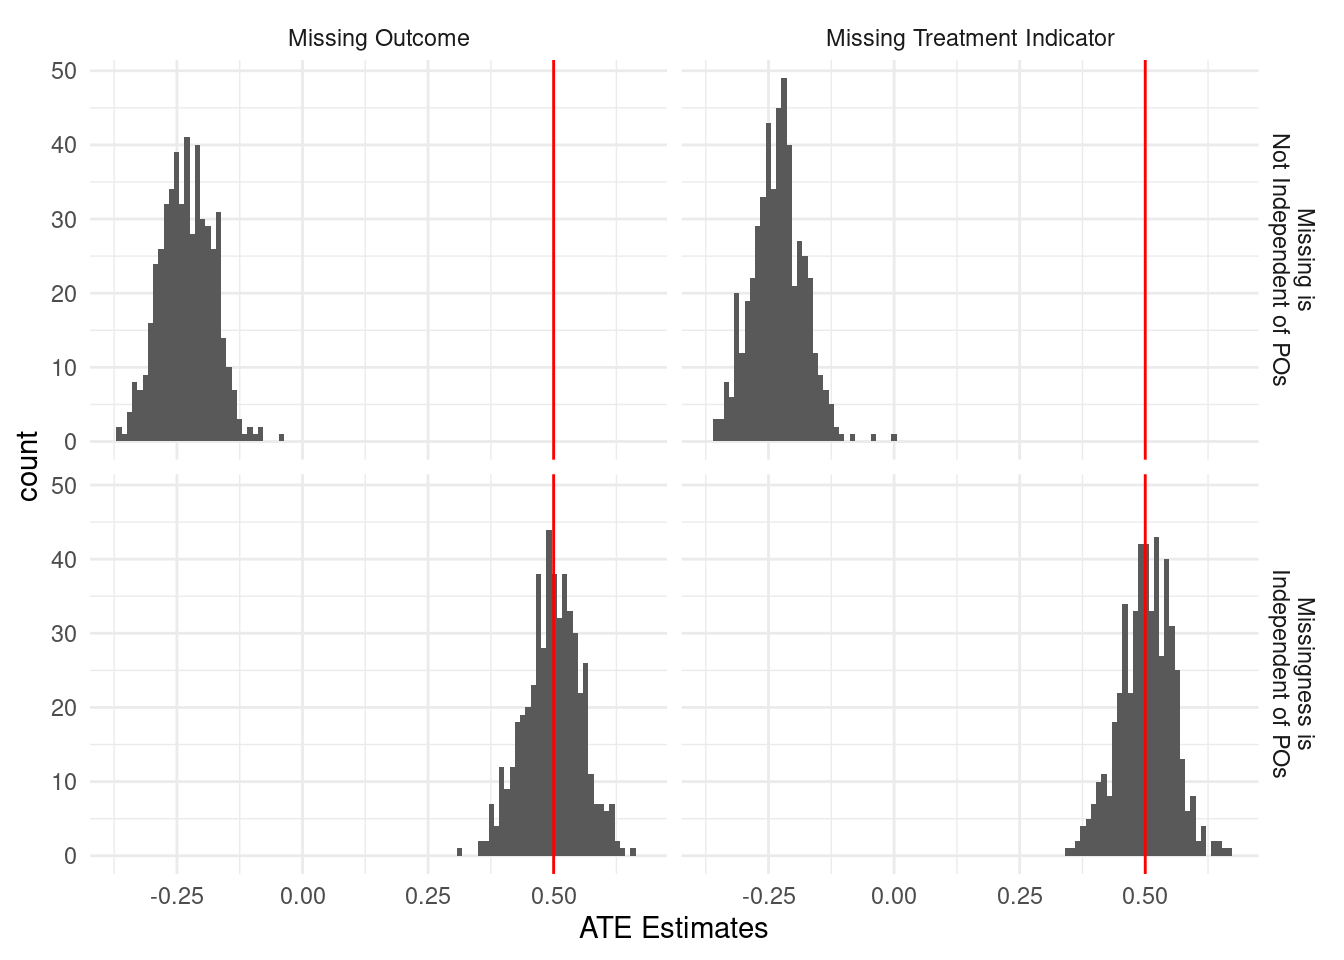 Missing Outcome
Missing Treatment Indicator
50
40
30
20
10
0
Missing is
Not Independent of POs
count
50
40
30
20
10
0
Missingness is
Independent of POs
-0.25
0.00
0.25
0.50
-0.25
0.00
0.25
0.50
ATE Estimates